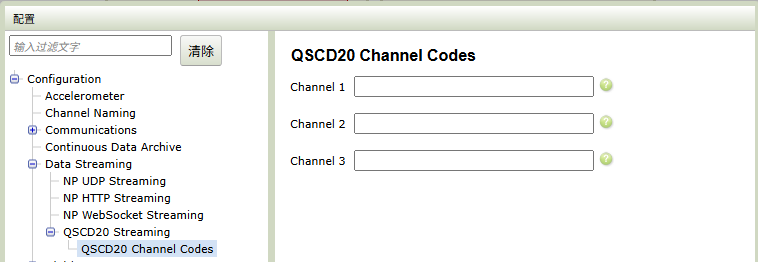 配置
输入过滤文字
清除
Configuration
Accelerometer
Channel Naming
Communications
Continuous Data Archive
Data Streaming
NP UDP Streaming
NP HTTP Streaming
NP WebSocket Streaming
QSCD20 Streaming
QSCD20 Channel Codes
QSCD20 Channel Codes
Channel 1
?
Channel 2
?
Channel 3
?